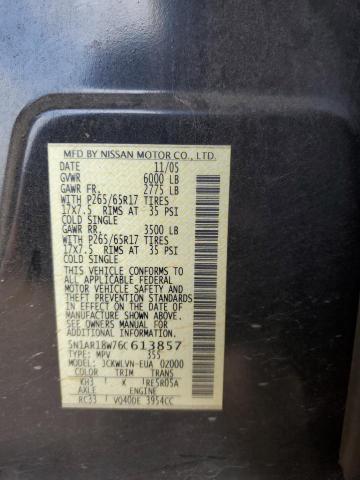 MFD BY NISSAN MOTOR CO., LTD.
DATE 11/05
GVWR 6000 LB
GAWR FR. 2775 LB
WITH P265/65R17 TIRES
17X7.5 RIMS AT 35 PSI
COLD SINGLE
GAWR RR. 3500 LB
WITH P265/65R17 TIRES
17X7.5 RIMS AT 35 PSI
COLD SINGLE
THIS VEHICLE CONFORMS TO
ALL APPLICABLE FEDERAL
MOTOR VEHICLE SAFETY AND
THEFT PREVENTION STANDARDS
IN EFFECT ON THE DATE OF
MANUFACTURE SHOWN ABOVE.
SEE OWNERS MANUAL FOR
ADDITIONAL INFORMATION.
5N1AR18W76C613857
TYPE: MPV 355
MODEL: JCKWLVN-EUA 02000
COLOR TRIM TRANS
KH3 K RE5R05A
AXLE ENGINE
RC33 VQ40DE 3954CC